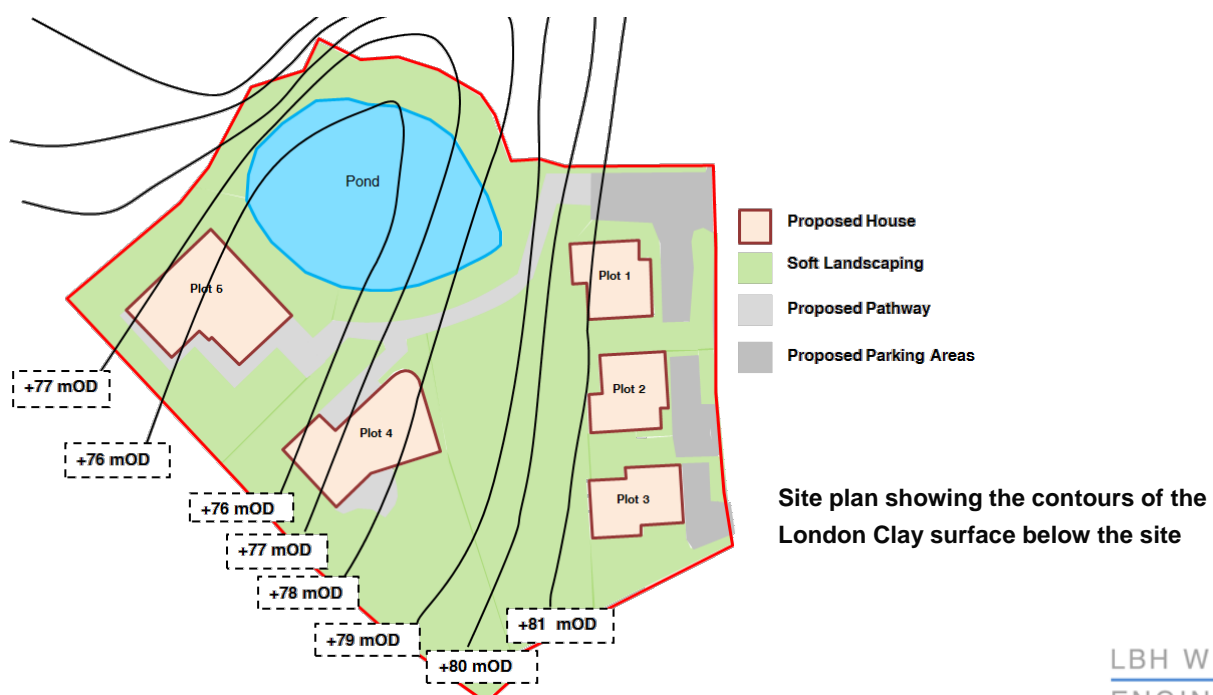 Pond
Plot 5
Plot 1
Plot 2
Plot 4
Plot 3
+77 mOD
+76 mOD
+76 mOD
+77 mOD
+78 mOD
+79 mOD
+80 mOD
+81 mOD
Proposed House
Soft Landscaping
Proposed Pathway
Proposed Parking Areas
Site plan showing the contours of the
London Clay surface below the site
LBH W